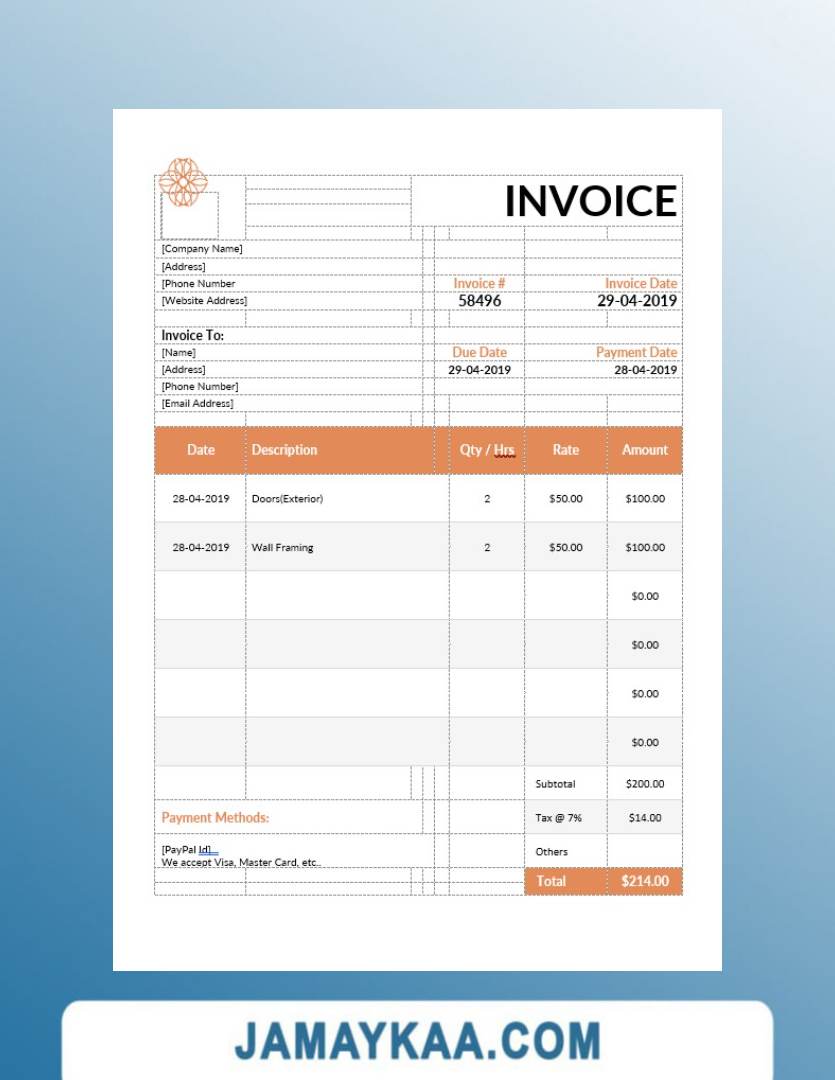 INVOICE
[Company Name]
[Address]
[Phone Number Invoice # Invoice Date
[Website Address] 58496 29-04-2019
Invoice To:
[Name] Due Date Payment Date
[Address] 29-04-2019 28-04-2019
[Phone Number]
[Email Address]
Date Description Qty / Hrs Rate Amount
28-04-2019 Doors(Exterior) 2 $50.00 $100.00
28-04-2019 Wall Framing 2 $50.00 $100.00
$0.00
$0.00
$0.00
$0.00
Subtotal $200.00
Payment Methods: Tax @ 7% $14.00
[PayPal Id] Others
We accept Visa, Master Card, etc..
Total $214.00
JAMAYKAA.COM